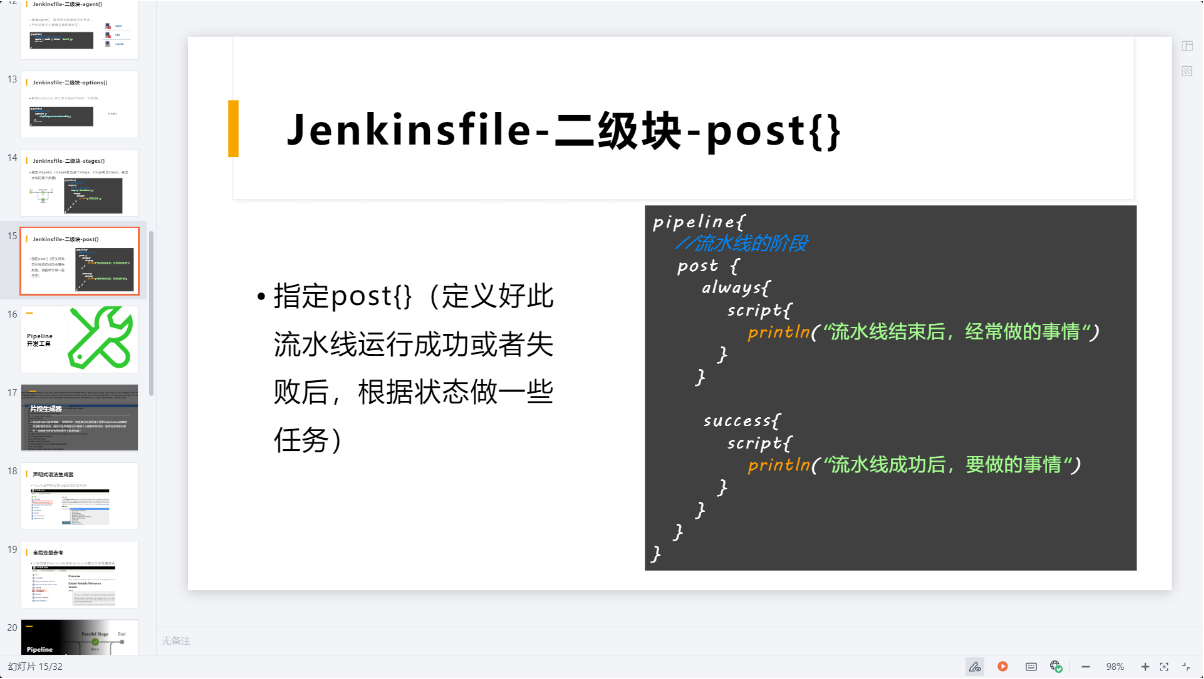 12
Jenkinsfile-二级块-agent{}
13
Jenkinsfile-二级块-options{}
14
Jenkinsfile-二级块-stages{}
15
Jenkinsfile-二级块-post{}
16
Pipeline
开发工具
17
片段生成器
18
声明式语法生成器
19
全局变量参考
20
Parallel Stage
End
Pipeline
Jenkinsfile-二级块-post{}
• 指定post{}（定义好此
流水线运行成功或者失
败后，根据状态做一些
任务）
pipeline{
//流水线的阶段
post {
always{
script{
println(“流水线结束后，经常做的事情“)
}
}
success{
script{
println(“流水线成功后，要做的事情“)
}
}
}
}
无备注
幻灯片 15/32
98%